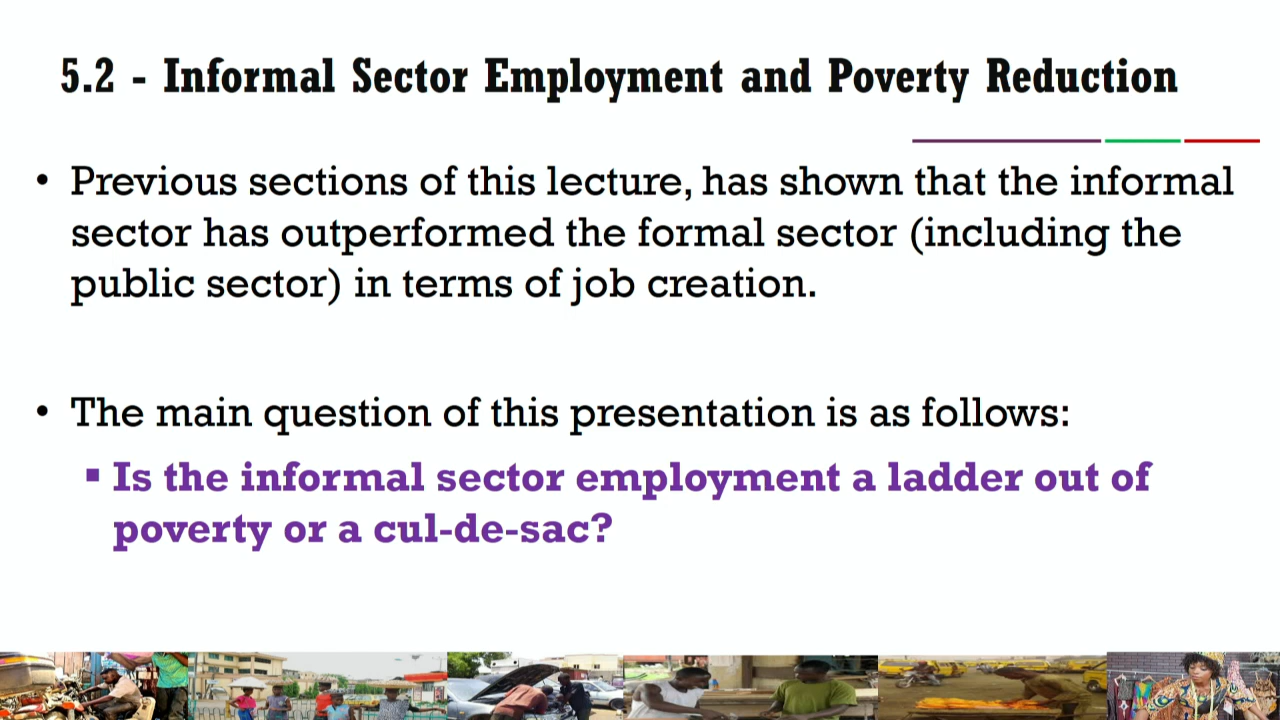 5.2 - Informal Sector Employment and Poverty Reduction
• Previous sections of this lecture, has shown that the informal
sector has outperformed the formal sector (including the
public sector) in terms of job creation.
• The main question of this presentation is as follows:
▪ Is the informal sector employment a ladder out of
poverty or a cul-de-sac?